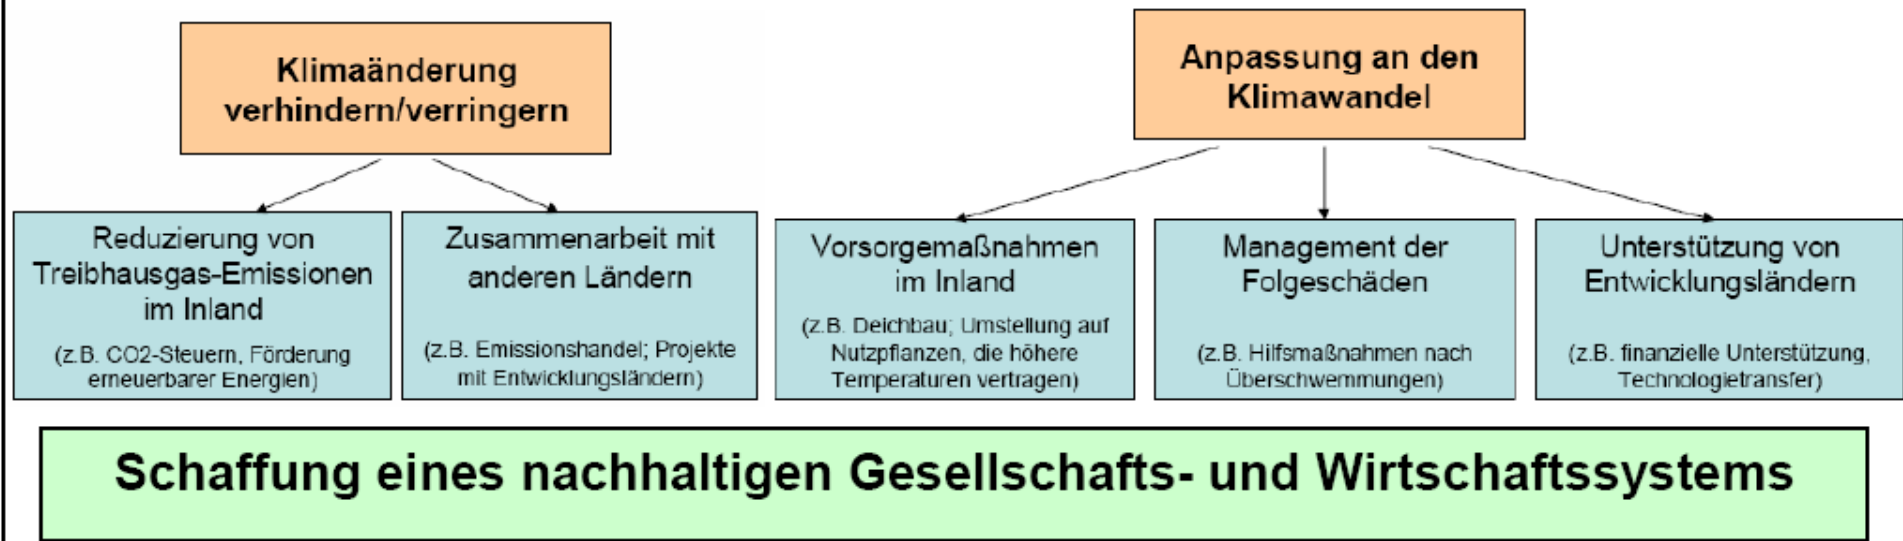 Klimaänderung
verhindern/verringern
Anpassung an den
Klimawandel
Reduzierung von
Treibhausgas-Emissionen
im Inland
(z.B. CO2-Steuern, Förderung
erneuerbarer Energien)
Zusammenarbeit mit
anderen Ländern
(z.B. Emissionshandel; Projekte
mit Entwicklungsländern)
Vorsorgemaßnahmen
im Inland
(z.B. Deichbau; Umstellung auf
Nutzpflanzen, die höhere
Temperaturen vertragen)
Management der
Folgeschäden
(z.B. Hilfsmaßnahmen nach
Überschwemmungen)
Unterstützung von
Entwicklungsländern
(z.B. finanzielle Unterstützung,
Technologietransfer)
Schaffung eines nachhaltigen Gesellschafts- und Wirtschaftssystems